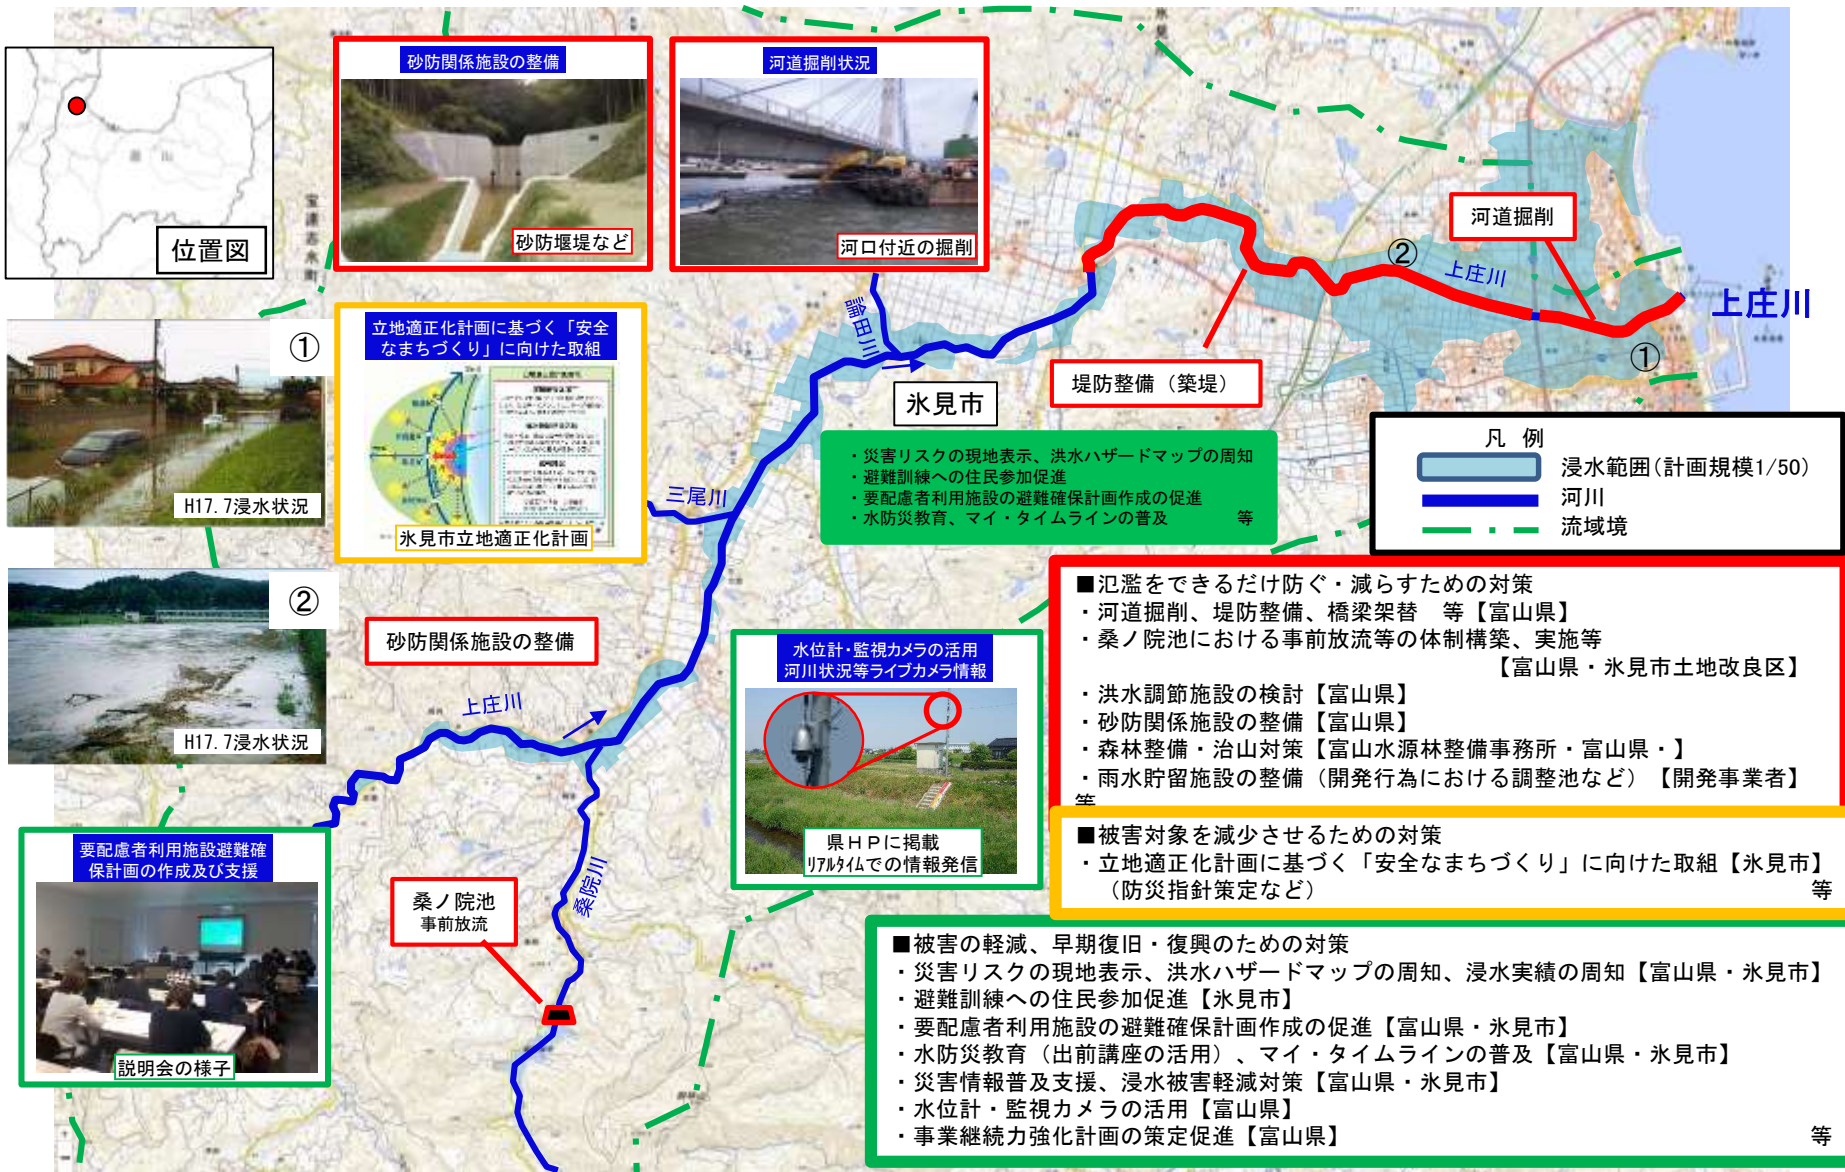 位置図
砂防関係施設の整備
砂防堰堤など
河道掘削状況
河口付近の掘削
宝達志水町
氷見
①
H17.7浸水状況
②
H17.7浸水状況
立地適正化計画に基づく「安全
なまちづくり」に向けた取組
氷見市立地適正化計画
論田川
三尾川
上庄川
桑院川
上庄川
上庄川
②
①
河道掘削
堤防整備（築堤）
氷見市
・災害リスクの現地表示、洪水ハザードマップの周知
・避難訓練への住民参加促進
・要配慮者利用施設の避難確保計画作成の促進
・水防災教育、マイ・タイムラインの普及　等
凡 例
浸水範囲(計画規模1/50)
河川
流域境
砂防関係施設の整備
水位計・監視カメラの活用
河川状況等ライブカメラ情報
県ＨＰに掲載
ﾘｱﾙﾀｲﾑでの情報発信
要配慮者利用施設避難確
保計画の作成及び支援
説明会の様子
桑ノ院池
事前放流
■氾濫をできるだけ防ぐ・減らすための対策
・河道掘削、堤防整備、橋梁架替　等【富山県】
・桑ノ院池における事前放流等の体制構築、実施等
【富山県・氷見市土地改良区】
・洪水調節施設の検討【富山県】
・砂防関係施設の整備【富山県】
・森林整備・治山対策【富山水源林整備事務所・富山県・】
・雨水貯留施設の整備（開発行為における調整池など）【開発事業者】
等
■被害対象を減少させるための対策
・立地適正化計画に基づく「安全なまちづくり」に向けた取組【氷見市】
（防災指針策定など）　等
■被害の軽減、早期復旧・復興のための対策
・災害リスクの現地表示、洪水ハザードマップの周知、浸水実績の周知【富山県・氷見市】
・避難訓練への住民参加促進【氷見市】
・要配慮者利用施設の避難確保計画作成の促進【富山県・氷見市】
・水防災教育（出前講座の活用）、マイ・タイムラインの普及【富山県・氷見市】
・災害情報普及支援、浸水被害軽減対策【富山県・氷見市】
・水位計・監視カメラの活用【富山県】
・事業継続力強化計画の策定促進【富山県】　等